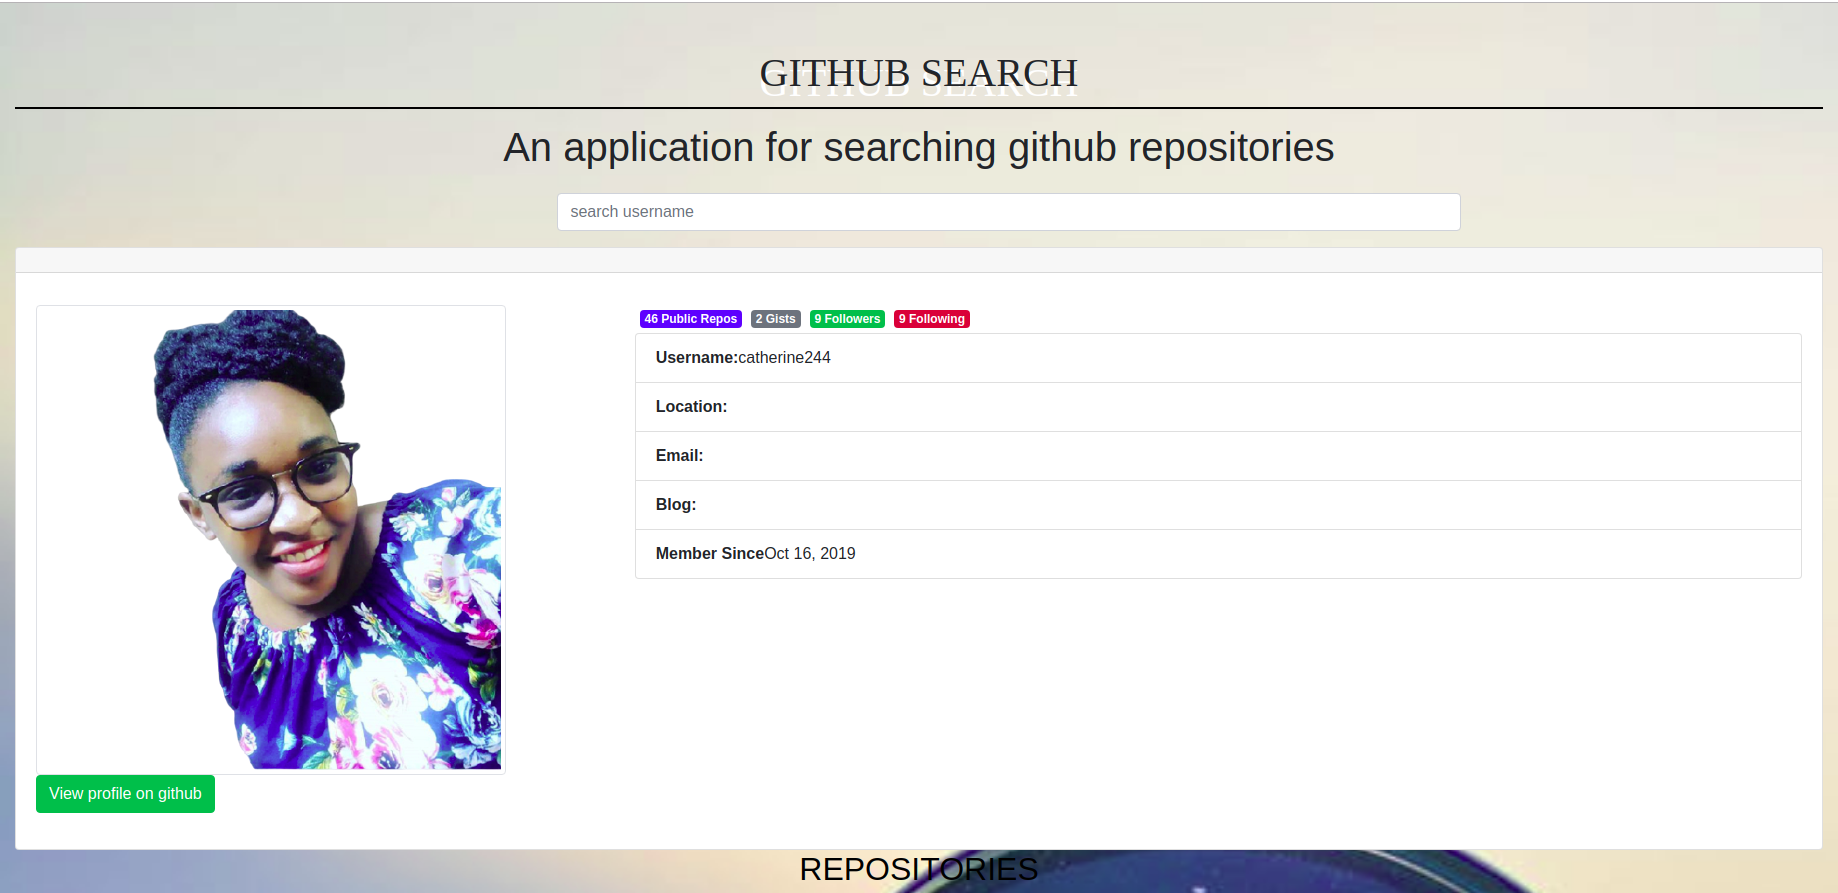 GITHUB SEARCH
An application for searching github repositories
search username
46 Public Repos 2 Gists 9 Followers 9 Following
Username:catherine244
Location:
Email:
Blog:
Member SinceOct 16, 2019
View profile on github
REPOSITORIES